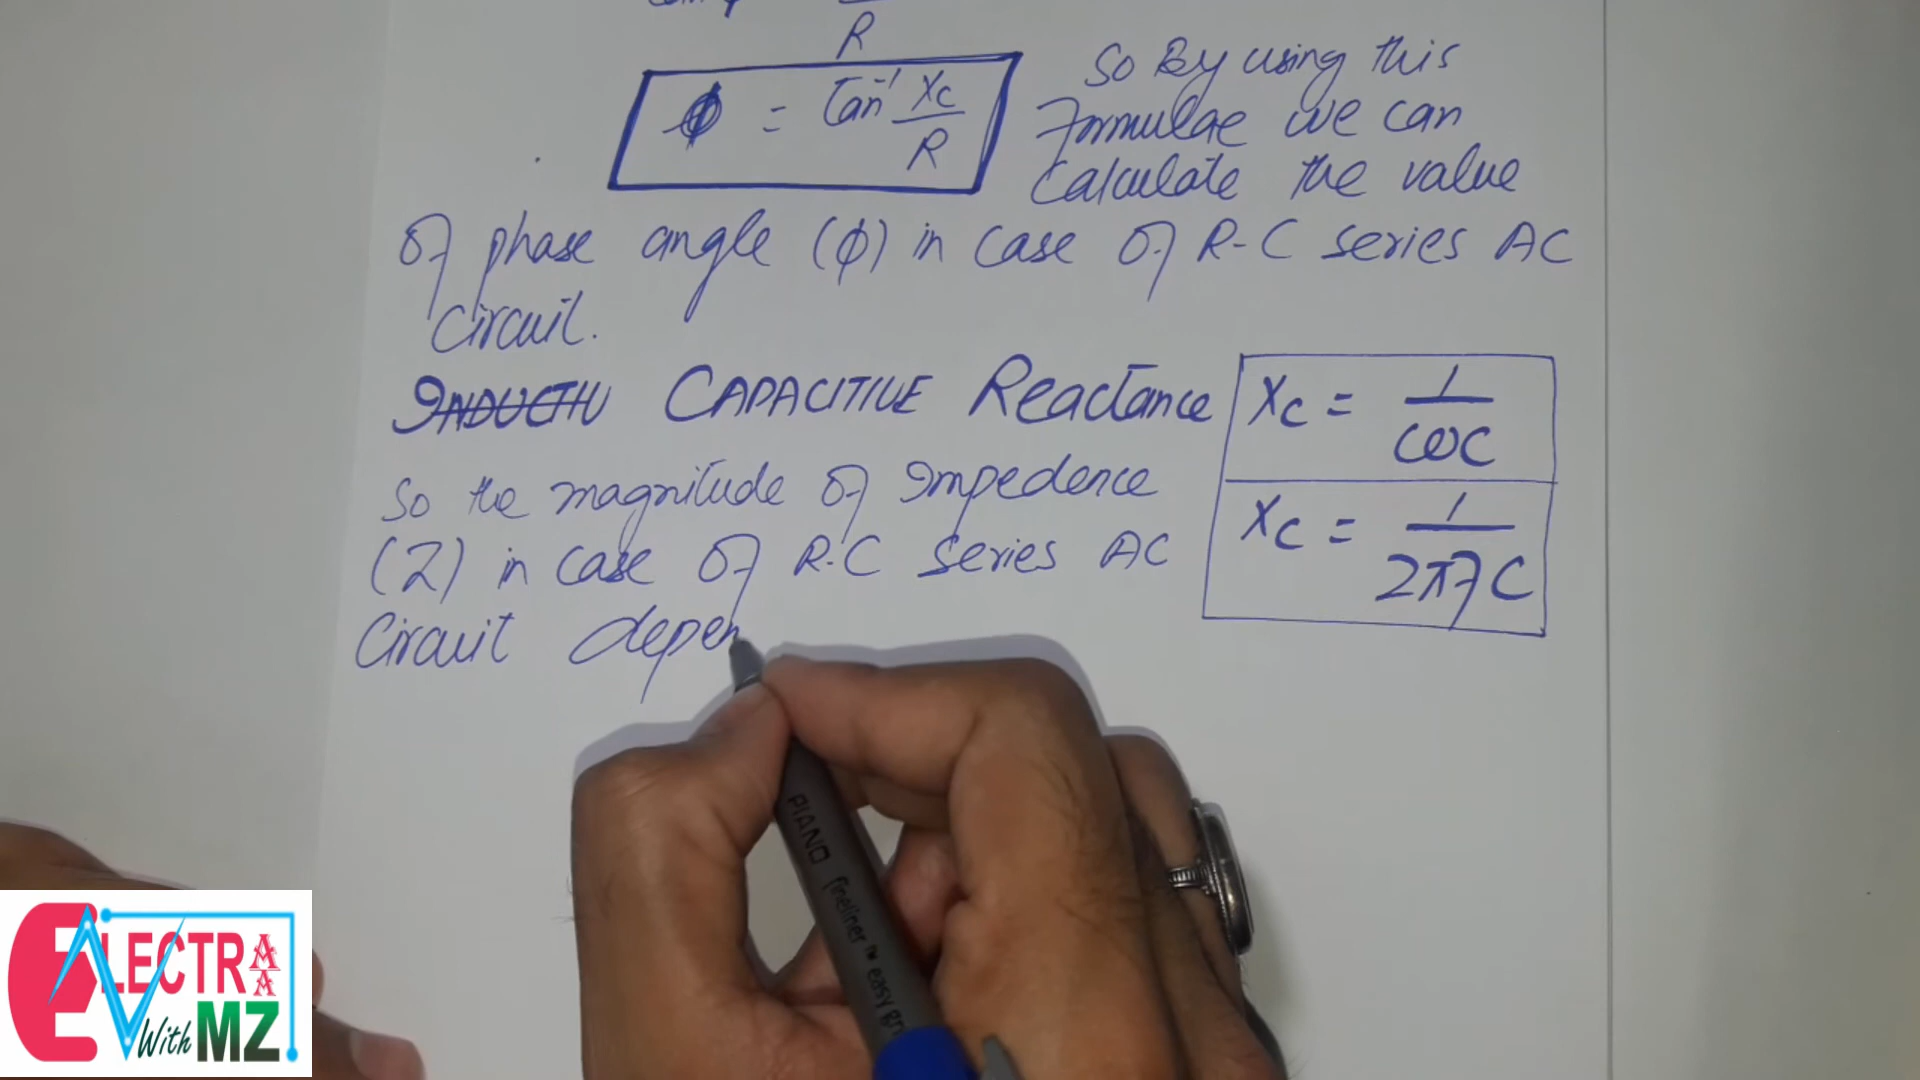 R
φ = Tan⁻¹ Xc/R
So By using this
Formulae we can
Calculate the value
of phase angle (φ) in case of R-C series AC
Circuit.
INDUCTIV CAPACITIVE Reactance
Xc = 1/ωC
So the magnitude of Impedence
Xc = 1/2πfC
(Z) in case of R-C series AC
Circuit depen
PIANO fineliner easy
ELECTRA
With MZ